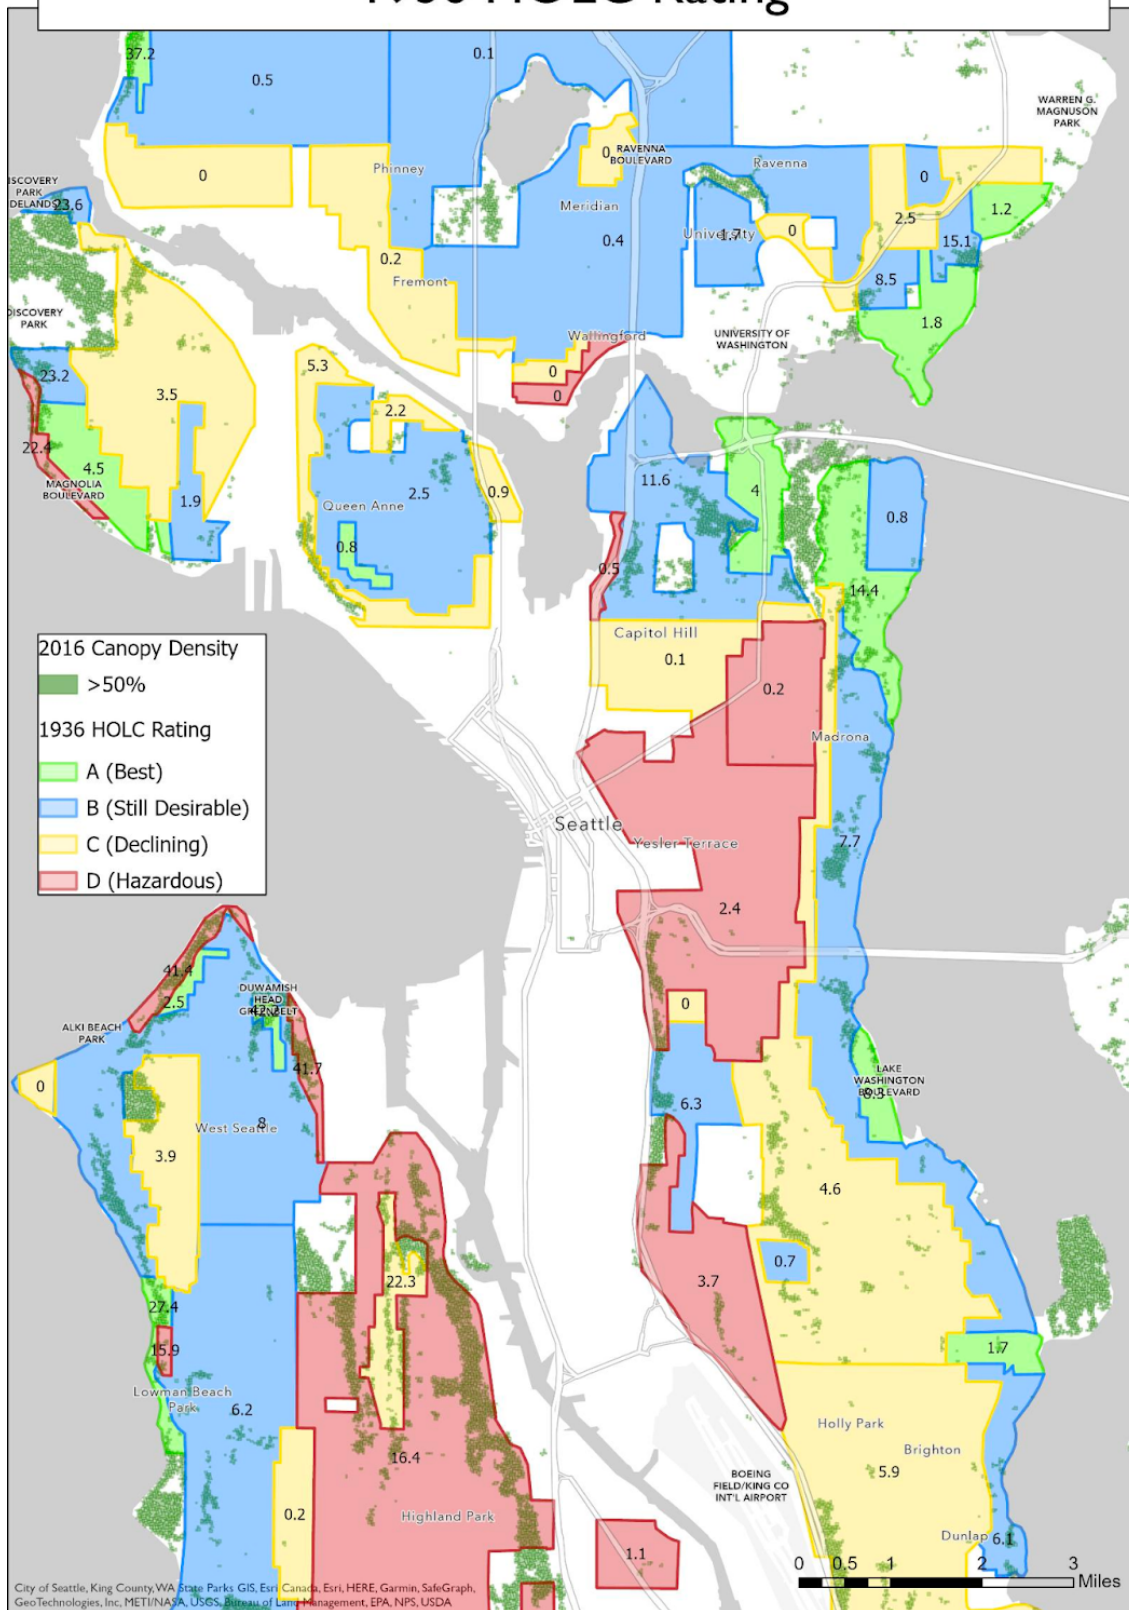 1936 HOLC Rating
37.2
0.5
0.1
WARREN G.
MAGNUSON
PARK
RAVENNA
BOULEVARD
0
Ravenna
Phinney
0
0
ISCOVERY
PARK
DELANDS
23.6
Meridian
1.2
2.5
University
1.7
0
0.4
15.1
0.2
Fremont
8.5
DISCOVERY
PARK
1.8
UNIVERSITY OF
WASHINGTON
Wallingford
5.3
0
23.2
3.5
0
2.2
22.4
4.5
MAGNOLIA
BOULEVARD
11.6
4
2.5
0.9
1.9
Queen Anne
0.8
0.8
0.5
14.4
Capitol Hill
0.1
0.2
2016 Canopy Density
>50%
1936 HOLC Rating
A (Best)
B (Still Desirable)
C (Declining)
D (Hazardous)
Madrona
Seattle
Yesler Terrace
7.7
2.4
41.4
2.5
DUWAMISH
HEAD
GREENBELT
0
ALKI BEACH
PARK
41.7
0
LAKE
WASHINGTON
BOULEVARD
6.3
8
West Seattle
3.9
4.6
0.7
22.3
3.7
27.4
15.9
1.7
Lowman Beach
Park
6.2
Holly Park
Brighton
16.4
5.9
BOEING
FIELD/KING CO
INT'L AIRPORT
0.2
Highland Park
Dunlap
6.1
1.1
0 0.5 1 2 3
Miles
City of Seattle, King County, WA State Parks GIS, Esri Canada, Esri, HERE, Garmin, SafeGraph,
GeoTechnologies, Inc, METI/NASA, USGS, Bureau of Land Management, EPA, NPS, USDA